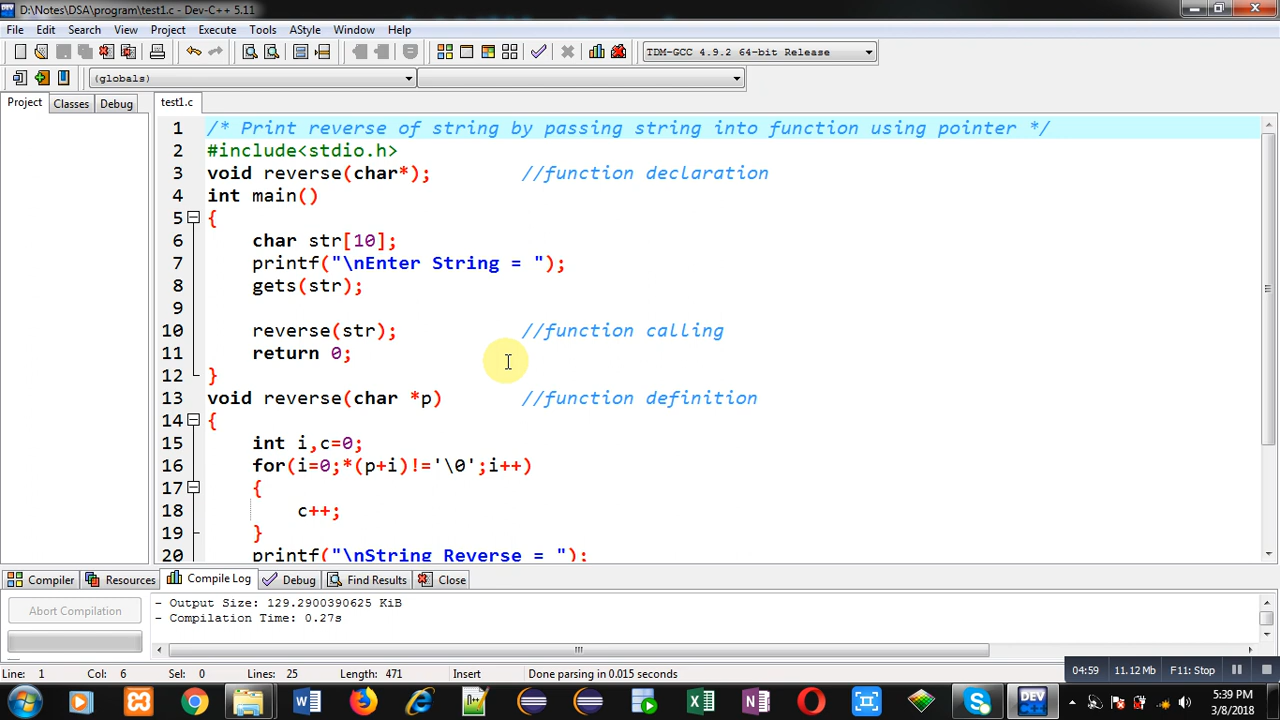 D:\Notes\DSA\program\test1.c - Dev-C++ 5.11
File Edit Search View Project Execute Tools AStyle Window Help
TDM-GCC 4.9.2 64-bit Release
(globals)
Project Classes Debug test1.c
1 /* Print reverse of string by passing string into function using pointer */
2 #include<stdio.h>
3 void reverse(char*); //function declaration
4 int main()
5 {
6 char str[10];
7 printf("\nEnter String = ");
8 gets(str);
9
10 reverse(str); //function calling
11 return 0;
12 }
13 void reverse(char *p) //function definition
14 {
15 int i,c=0;
16 for(i=0;*(p+i)!='\0';i++)
17 {
18 c++;
19 }
20 printf("\nString Reverse = ");
Compiler Resources Compile Log Debug Find Results Close
Abort Compilation
- Output Size: 129.2900390625 KiB
- Compilation Time: 0.27s
Line: 1 Col: 6 Sel: 0 Lines: 25 Length: 471 Insert Done parsing in 0.015 seconds
04:59 11.12 Mb F11: Stop
DEV
5:39 PM
3/8/2018